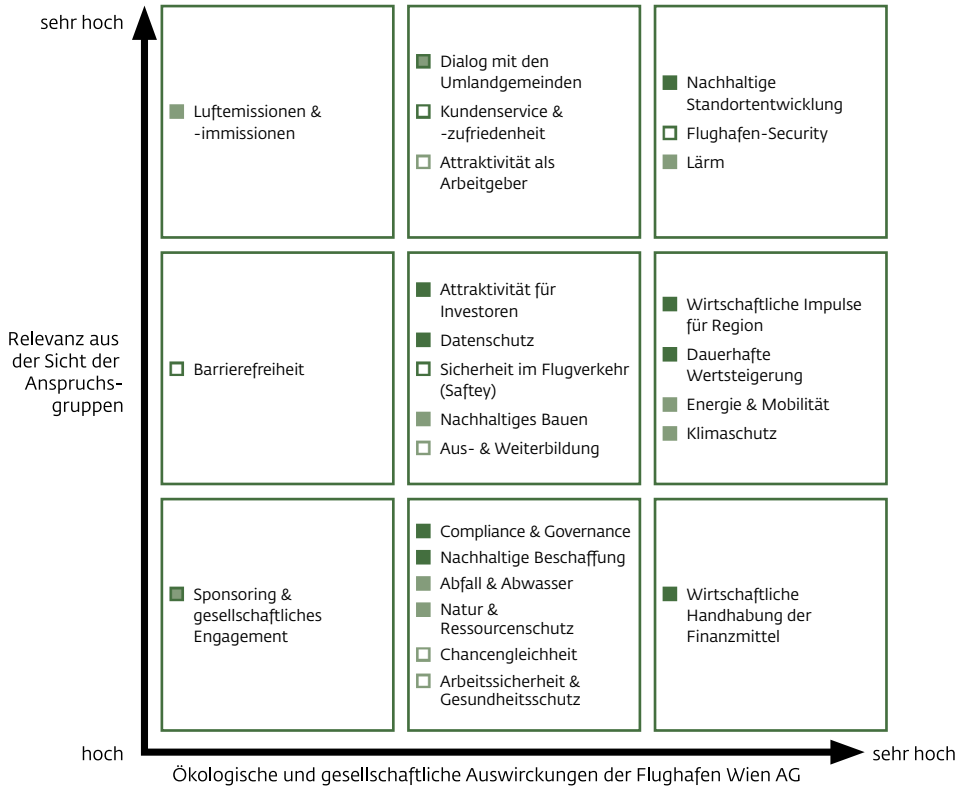 sehr hoch
Luftemissionen &
-immissionen
Dialog mit den
Umlandgemeinden
Kundenservice &
-zufriedenheit
Attraktivität als
Arbeitgeber
Nachhaltige
Standortentwicklung
Flughafen-Security
Lärm
Relevanz aus
der Sicht der
Anspruchs-
gruppen
Barrierefreiheit
Attraktivität für
Investoren
Datenschutz
Sicherheit im Flugverkehr
(Saftey)
Nachhaltiges Bauen
Aus- & Weiterbildung
Wirtschaftliche Impulse
für Region
Dauerhafte
Wertsteigerung
Energie & Mobilität
Klimaschutz
Sponsoring &
gesellschaftliches
Engagement
Compliance & Governance
Nachhaltige Beschaffung
Abfall & Abwasser
Natur &
Ressourcenschutz
Chancengleichheit
Arbeitssicherheit &
Gesundheitsschutz
Wirtschaftliche
Handhabung der
Finanzmittel
hoch
sehr hoch
Ökologische und gesellschaftliche Auswirckungen der Flughafen Wien AG